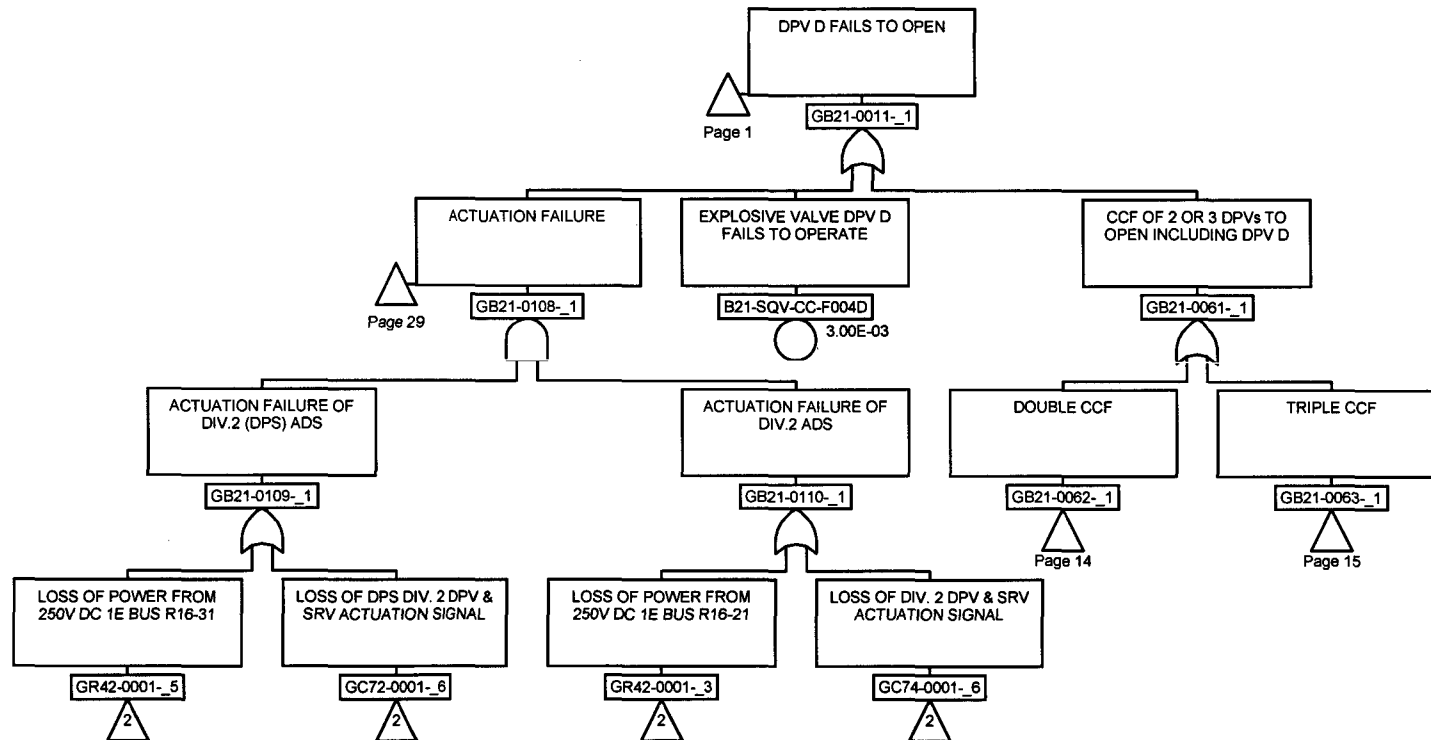 DPV D FAILS TO OPEN
Page 1
GB21-0011-_1
ACTUATION FAILURE
EXPLOSIVE VALVE DPV D
FAILS TO OPERATE
CCF OF 2 OR 3 DPVs TO
OPEN INCLUDING DPV D
Page 29
GB21-0108-_1
B21-SQV-CC-F004D
3.00E-03
GB21-0061-_1
ACTUATION FAILURE OF
DIV.2 (DPS) ADS
ACTUATION FAILURE OF
DIV.2 ADS
DOUBLE CCF
TRIPLE CCF
GB21-0109-_1
GB21-0110-_1
GB21-0062-_1
GB21-0063-_1
Page 14
Page 15
LOSS OF POWER FROM
250V DC 1E BUS R16-31
LOSS OF DPS DIV. 2 DPV &
SRV ACTUATION SIGNAL
LOSS OF POWER FROM
250V DC 1E BUS R16-21
LOSS OF DIV. 2 DPV & SRV
ACTUATION SIGNAL
GR42-0001-_5
GC72-0001-_6
GR42-0001-_3
GC74-0001-_6
2
2
2
2